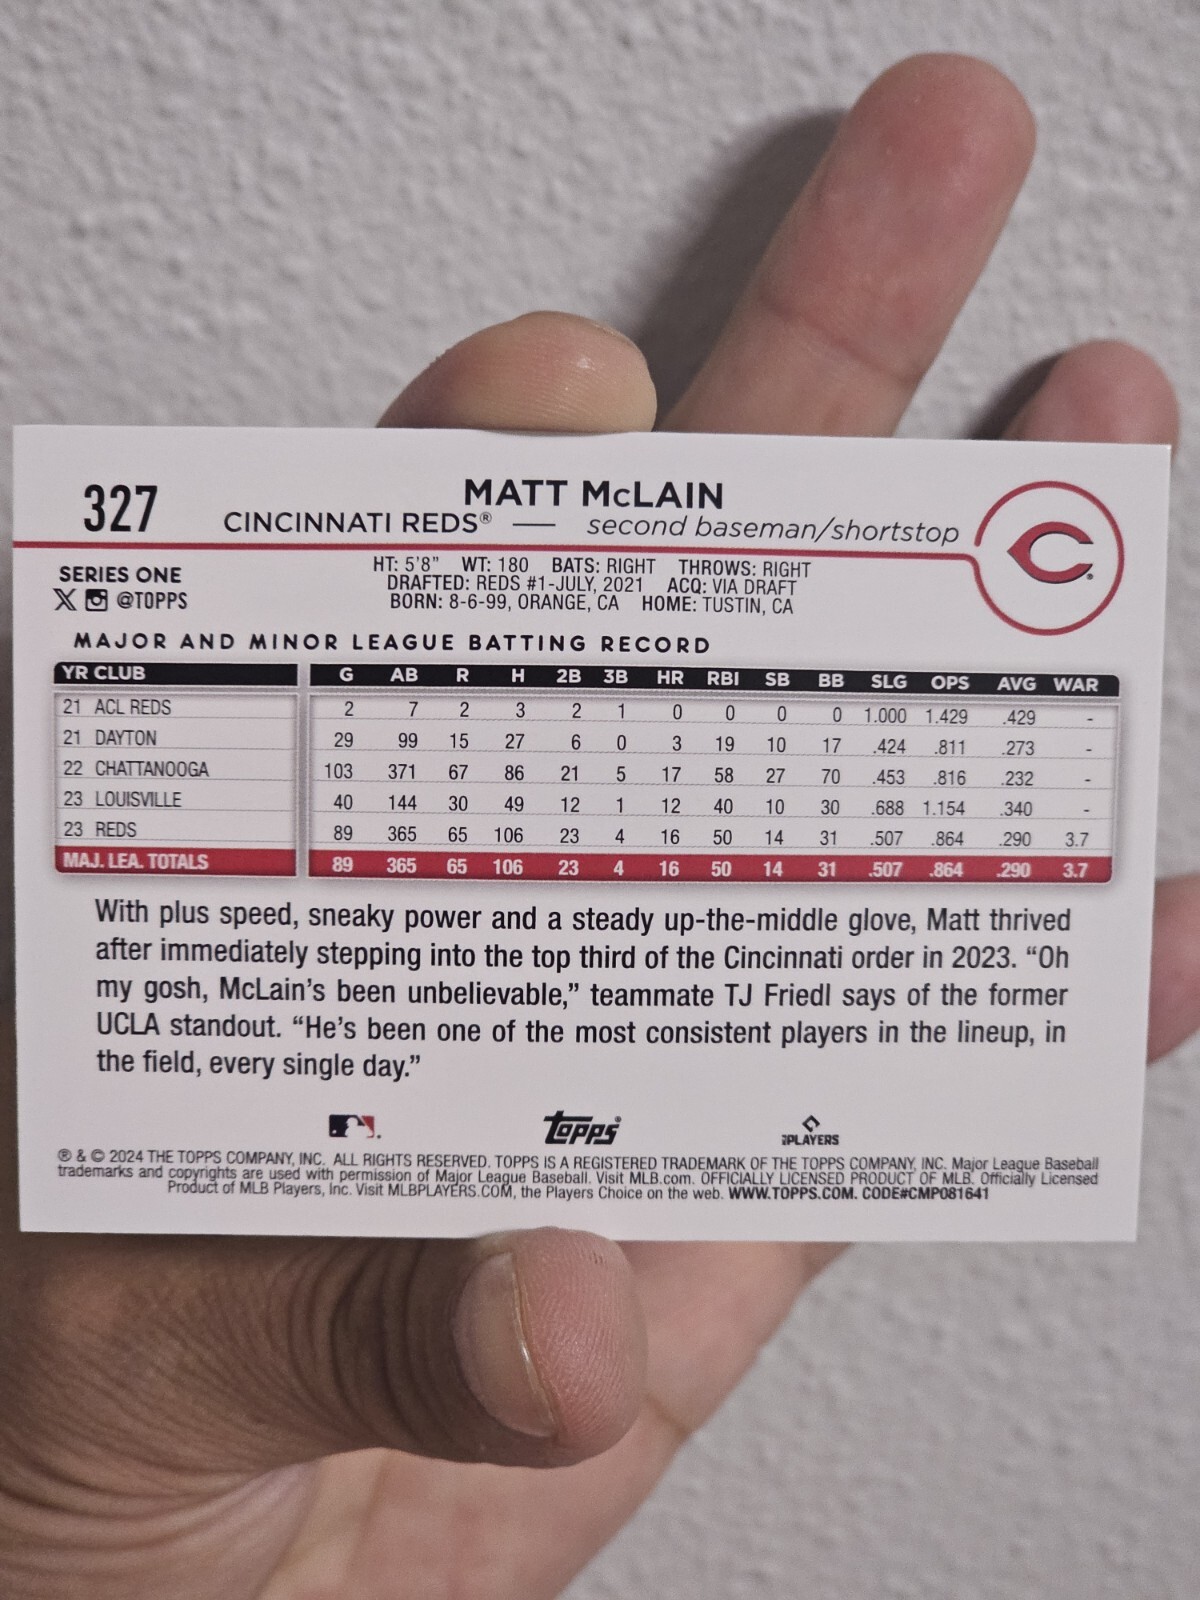 327
MATT McLAIN
CINCINNATI REDS® — second baseman/shortstop
C
SERIES ONE
X @TOPPS
HT: 5'8" WT: 180 BATS: RIGHT THROWS: RIGHT
DRAFTED: REDS #1-JULY, 2021 ACQ: VIA DRAFT
BORN: 8-6-99, ORANGE, CA HOME: TUSTIN, CA
MAJOR AND MINOR LEAGUE BATTING RECORD
YR CLUB G AB R H 2B 3B HR RBI SB BB SLG OPS AVG WAR
21 ACL REDS 2 7 2 3 2 1 0 0 0 0 1.000 1.429 .429 -
21 DAYTON 29 99 15 27 6 0 3 19 10 17 .424 .811 .273 -
22 CHATTANOOGA 103 371 67 86 21 5 17 58 27 70 .453 .816 .232 -
23 LOUISVILLE 40 144 30 49 12 1 12 40 10 30 .688 1.154 .340 -
23 REDS 89 365 65 106 23 4 16 50 14 31 .507 .864 .290 3.7
MAJ. LEA. TOTALS 89 365 65 106 23 4 16 50 14 31 .507 .864 .290 3.7
With plus speed, sneaky power and a steady up-the-middle glove, Matt thrived
after immediately stepping into the top third of the Cincinnati order in 2023. “Oh
my gosh, McLain’s been unbelievable,” teammate TJ Friedl says of the former
UCLA standout. “He’s been one of the most consistent players in the lineup, in
the field, every single day.”
Topps® PLAYERS
® & © 2024 THE TOPPS COMPANY, INC. ALL RIGHTS RESERVED. TOPPS IS A REGISTERED TRADEMARK OF THE TOPPS COMPANY, INC. Major League Baseball
trademarks and copyrights are used with permission of Major League Baseball. Visit MLB.com. OFFICIALLY LICENSED PRODUCT OF MLB. Officially Licensed
Product of MLB Players, Inc. Visit MLBPLAYERS.COM, the Players Choice on the web. WWW.TOPPS.COM. CODE#CMP081641